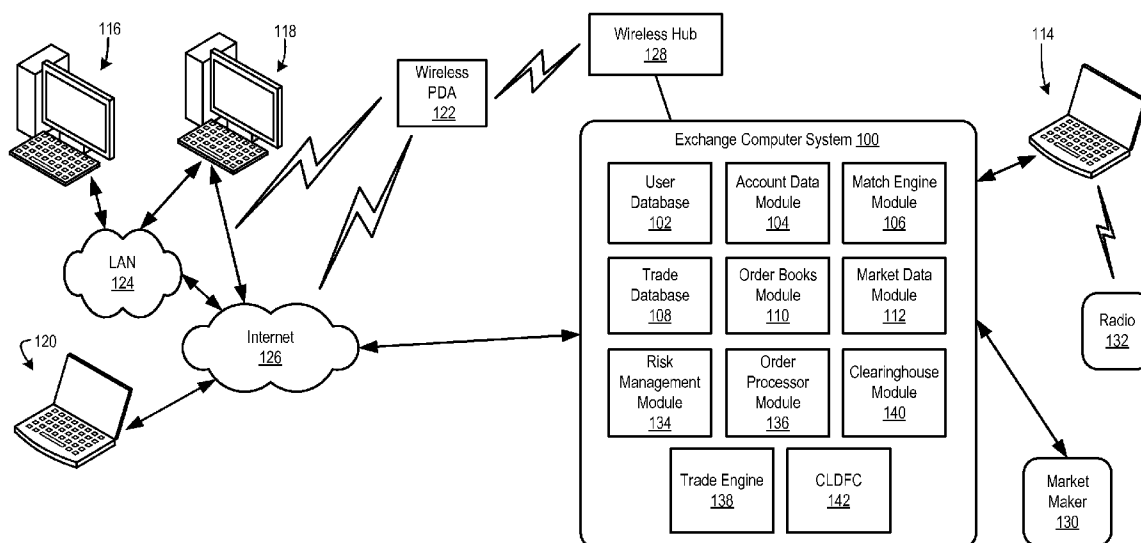 116
118
Wireless
PDA
122
Wireless Hub
128
114
Exchange Computer System 100
User
Database
102
Account Data
Module
104
Match Engine
Module
106
Trade
Database
108
Order Books
Module
110
Market Data
Module
112
Risk
Management
Module
134
Order
Processor
Module
136
Clearinghouse
Module
140
Trade Engine
138
CLDFC
142
LAN
124
Internet
126
120
Radio
132
Market
Maker
130